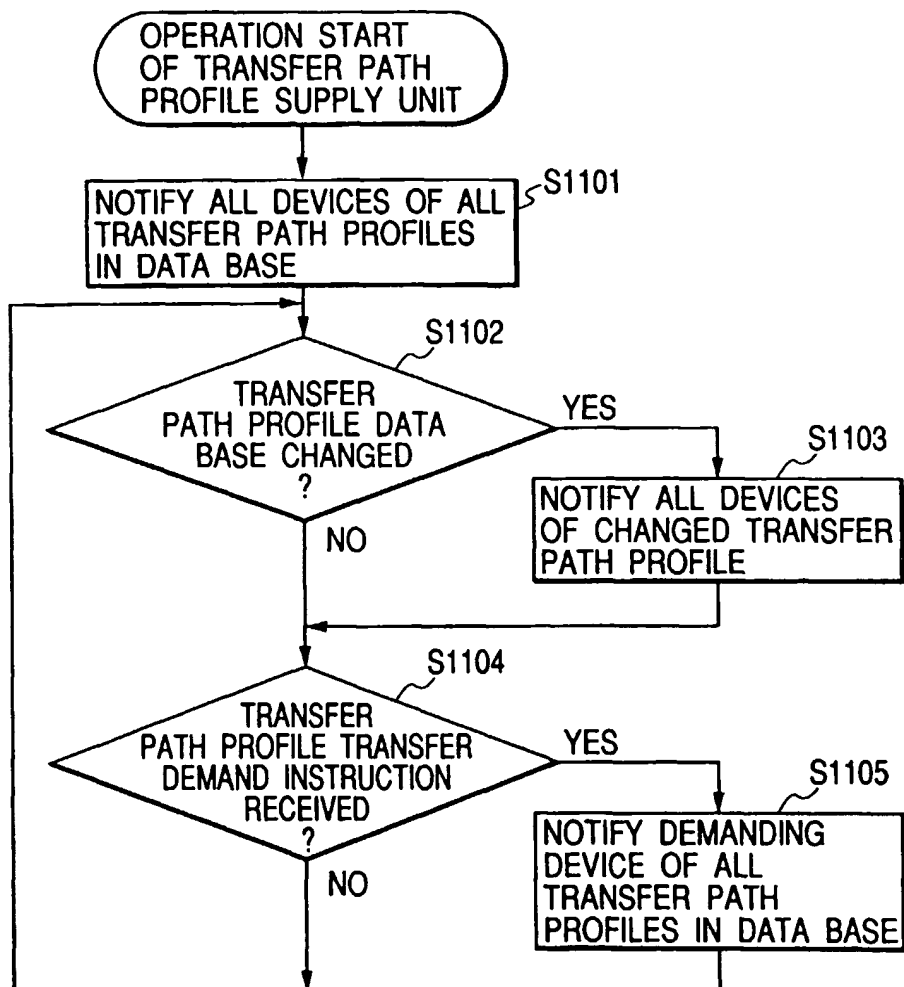 OPERATION START
OF TRANSFER PATH
PROFILE SUPPLY UNIT
S1101
NOTIFY ALL DEVICES OF ALL
TRANSFER PATH PROFILES
IN DATA BASE
S1102
TRANSFER
PATH PROFILE DATA
BASE CHANGED
?
YES
NO
S1103
NOTIFY ALL DEVICES
OF CHANGED TRANSFER
PATH PROFILE
S1104
TRANSFER
PATH PROFILE TRANSFER
DEMAND INSTRUCTION
RECEIVED
?
YES
NO
S1105
NOTIFY DEMANDING
DEVICE OF ALL
TRANSFER PATH
PROFILES IN DATA BASE